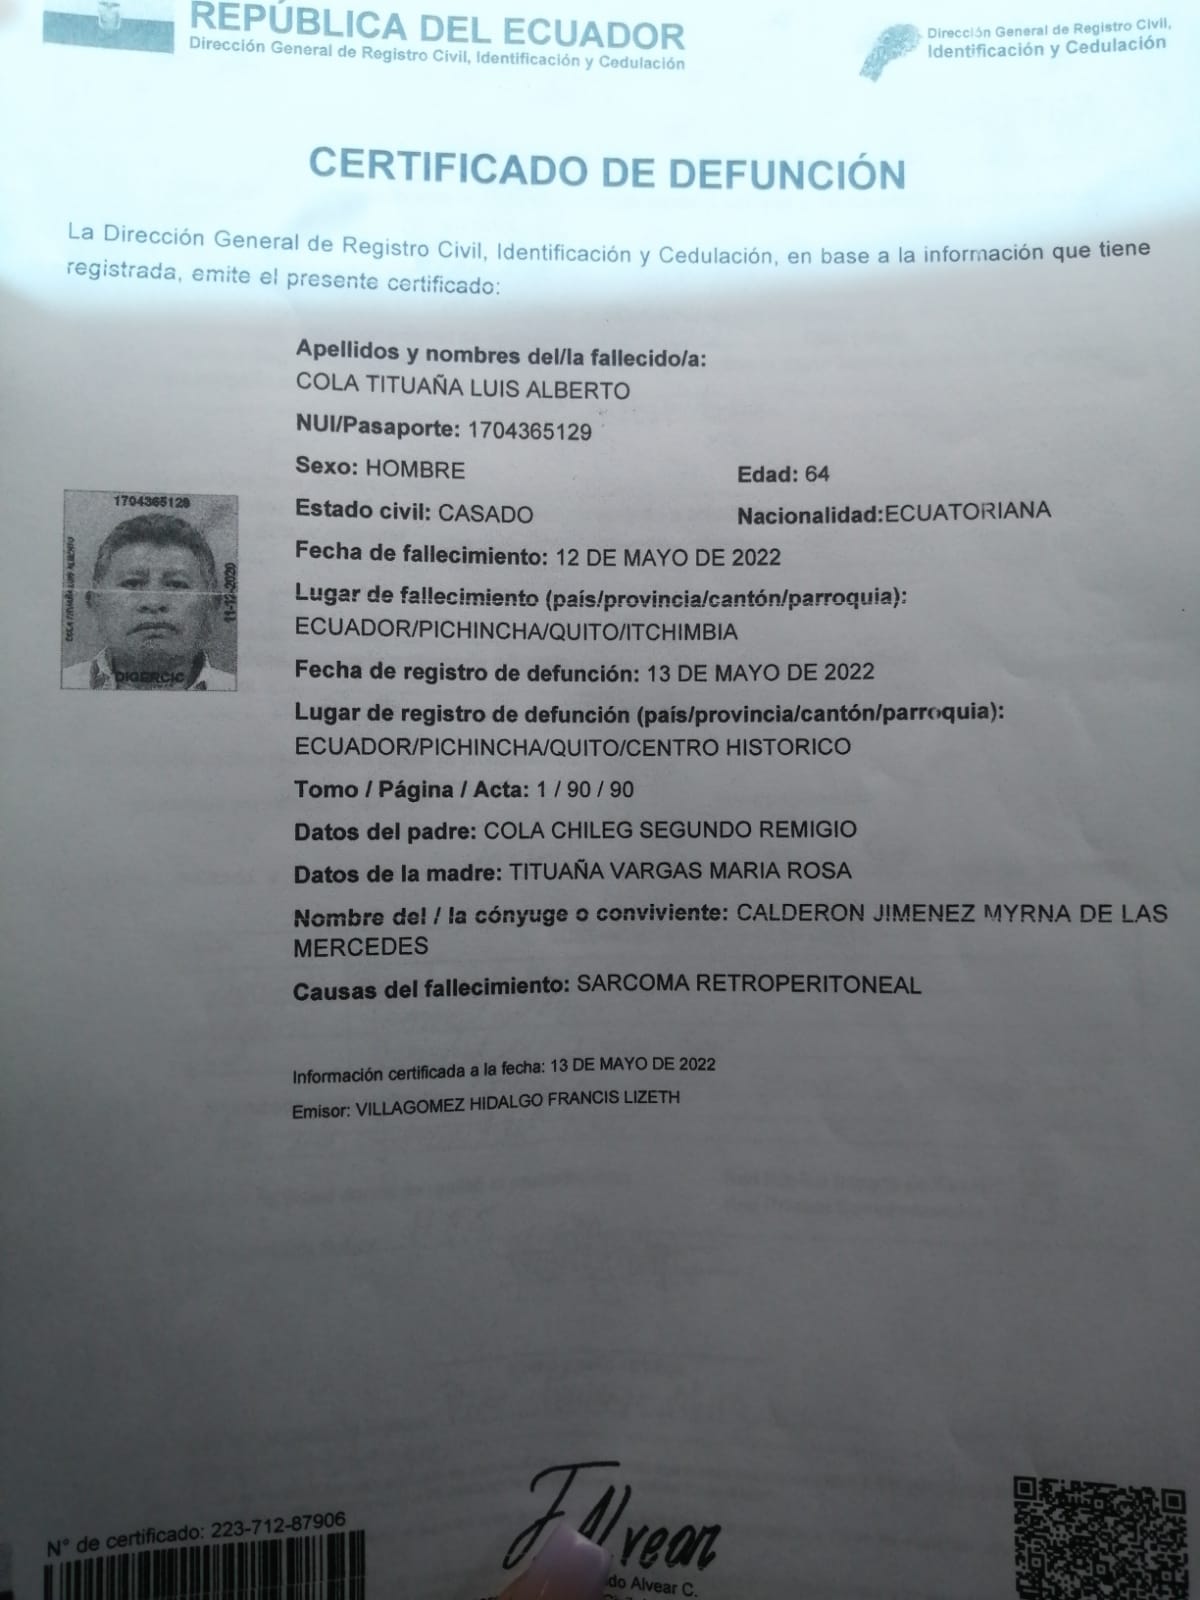 REPÚBLICA DEL ECUADOR
Dirección General de Registro Civil, Identificación y Cedulación
Dirección General de Registro Civil,
Identificación y Cedulación
CERTIFICADO DE DEFUNCIÓN
La Dirección General de Registro Civil, Identificación y Cedulación, en base a la información que tiene
registrada, emite el presente certificado:
Apellidos y nombres del/la fallecido/a:
COLA TITUAÑA LUIS ALBERTO
NUI/Pasaporte: 1704365129
Sexo: HOMBRE
Edad: 64
Estado civil: CASADO
Nacionalidad:ECUATORIANA
1704365129
COLA TITUAÑA LUIS ALBERTO
11-12-2020
DIGERCIC
Fecha de fallecimiento: 12 DE MAYO DE 2022
Lugar de fallecimiento (país/provincia/cantón/parroquia):
ECUADOR/PICHINCHA/QUITO/ITCHIMBIA
Fecha de registro de defunción: 13 DE MAYO DE 2022
Lugar de registro de defunción (país/provincia/cantón/parroquia):
ECUADOR/PICHINCHA/QUITO/CENTRO HISTORICO
Tomo / Página / Acta: 1 / 90 / 90
Datos del padre: COLA CHILEG SEGUNDO REMIGIO
Datos de la madre: TITUAÑA VARGAS MARIA ROSA
Nombre del / la cónyuge o conviviente: CALDERON JIMENEZ MYRNA DE LAS
MERCEDES
Causas del fallecimiento: SARCOMA RETROPERITONEAL
Información certificada a la fecha: 13 DE MAYO DE 2022
Emisor: VILLAGOMEZ HIDALGO FRANCIS LIZETH
N° de certificado: 223-712-87906
FAlvear
do Alvear C.